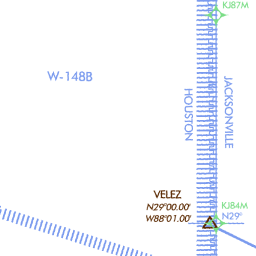 KJ87M
W-148B
HOUSTON
JACKSONVILLE
VELEZ
N29°00.00'
W88°01.00'
KJ84M
N29°